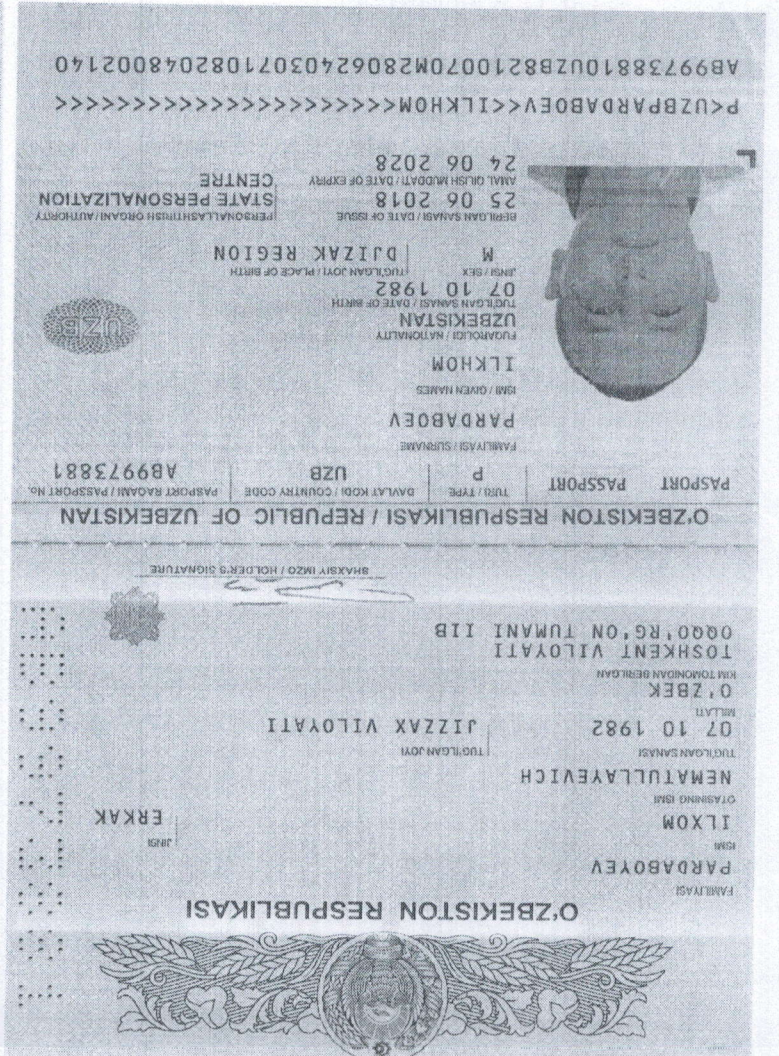 O'ZBEKISTON RESPUBLIKASI
FAMILIYASI
PARDABOYEV
ISMI
ILXOM
JINSI
ERKAK
OTASINING ISMI
NEMATULLAYEVICH
TUG'ILGAN SANASI
07 10 1982
TUG'ILGAN JOYI
JIZZAX VILOYATI
MILLATI
O'ZBEK
KIM TOMONIDAN BERILGAN
TOSHKENT VILOYATI
OQQO'RG'ON TUMANI IIB
SHAXSIY IMZO / HOLDER'S SIGNATURE
O'ZBEKISTON RESPUBLIKASI / REPUBLIC OF UZBEKISTAN
PASPORT PASSPORT
TURI / TYPE
P
DAVLAT KODI / COUNTRY CODE
UZB
PASPORT RAQAMI / PASSPORT No.
AB9973881
FAMILIYASI / SURNAME
PARDABOEV
ISMI / GIVEN NAMES
ILKHOM
FUQAROLIGI / NATIONALITY
UZBEKISTAN
UZB
TUG'ILGAN SANASI / DATE OF BIRTH
07 10 1982
JINSI / SEX
M
TUG'ILGAN JOYI / PLACE OF BIRTH
DJIZAK REGION
BERILGAN SANASI / DATE OF ISSUE
25 06 2018
PERSONALLASHTIRISH ORGANI / AUTHORITY
STATE PERSONALIZATION
CENTRE
AMAL QILISH MUDDATI / DATE OF EXPIRY
24 06 2028
P<UZBPARDABOEV<<ILKHOM<<<<<<<<<<<<<<<<<<<<<<
AB99738810UZB8210070M28062403071082048002140